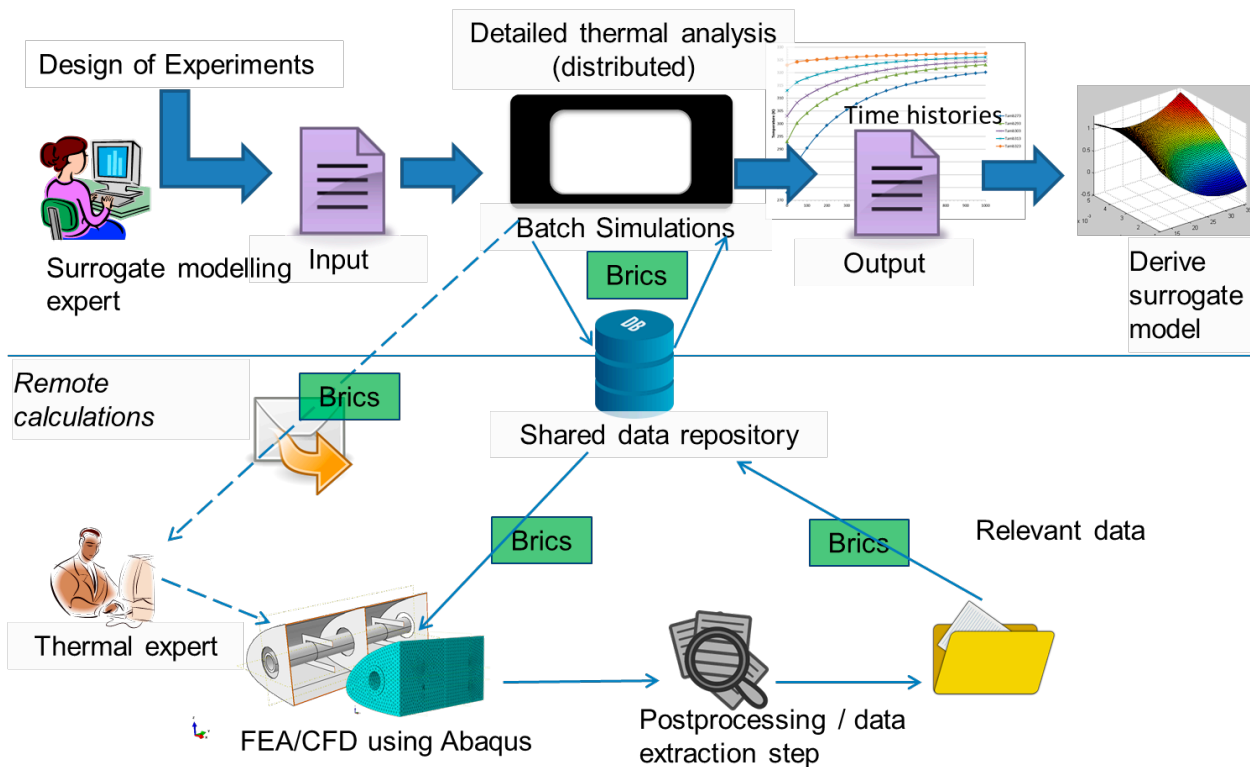 Design of Experiments
Detailed thermal analysis
(distributed)
Time histories
Surrogate modelling
expert
Input
Batch Simulations
Output
Derive
surrogate
model
Brics
DB
Remote
calculations
Brics
Shared data repository
Brics
Brics
Relevant data
Thermal expert
FEA/CFD using Abaqus
Postprocessing / data
extraction step